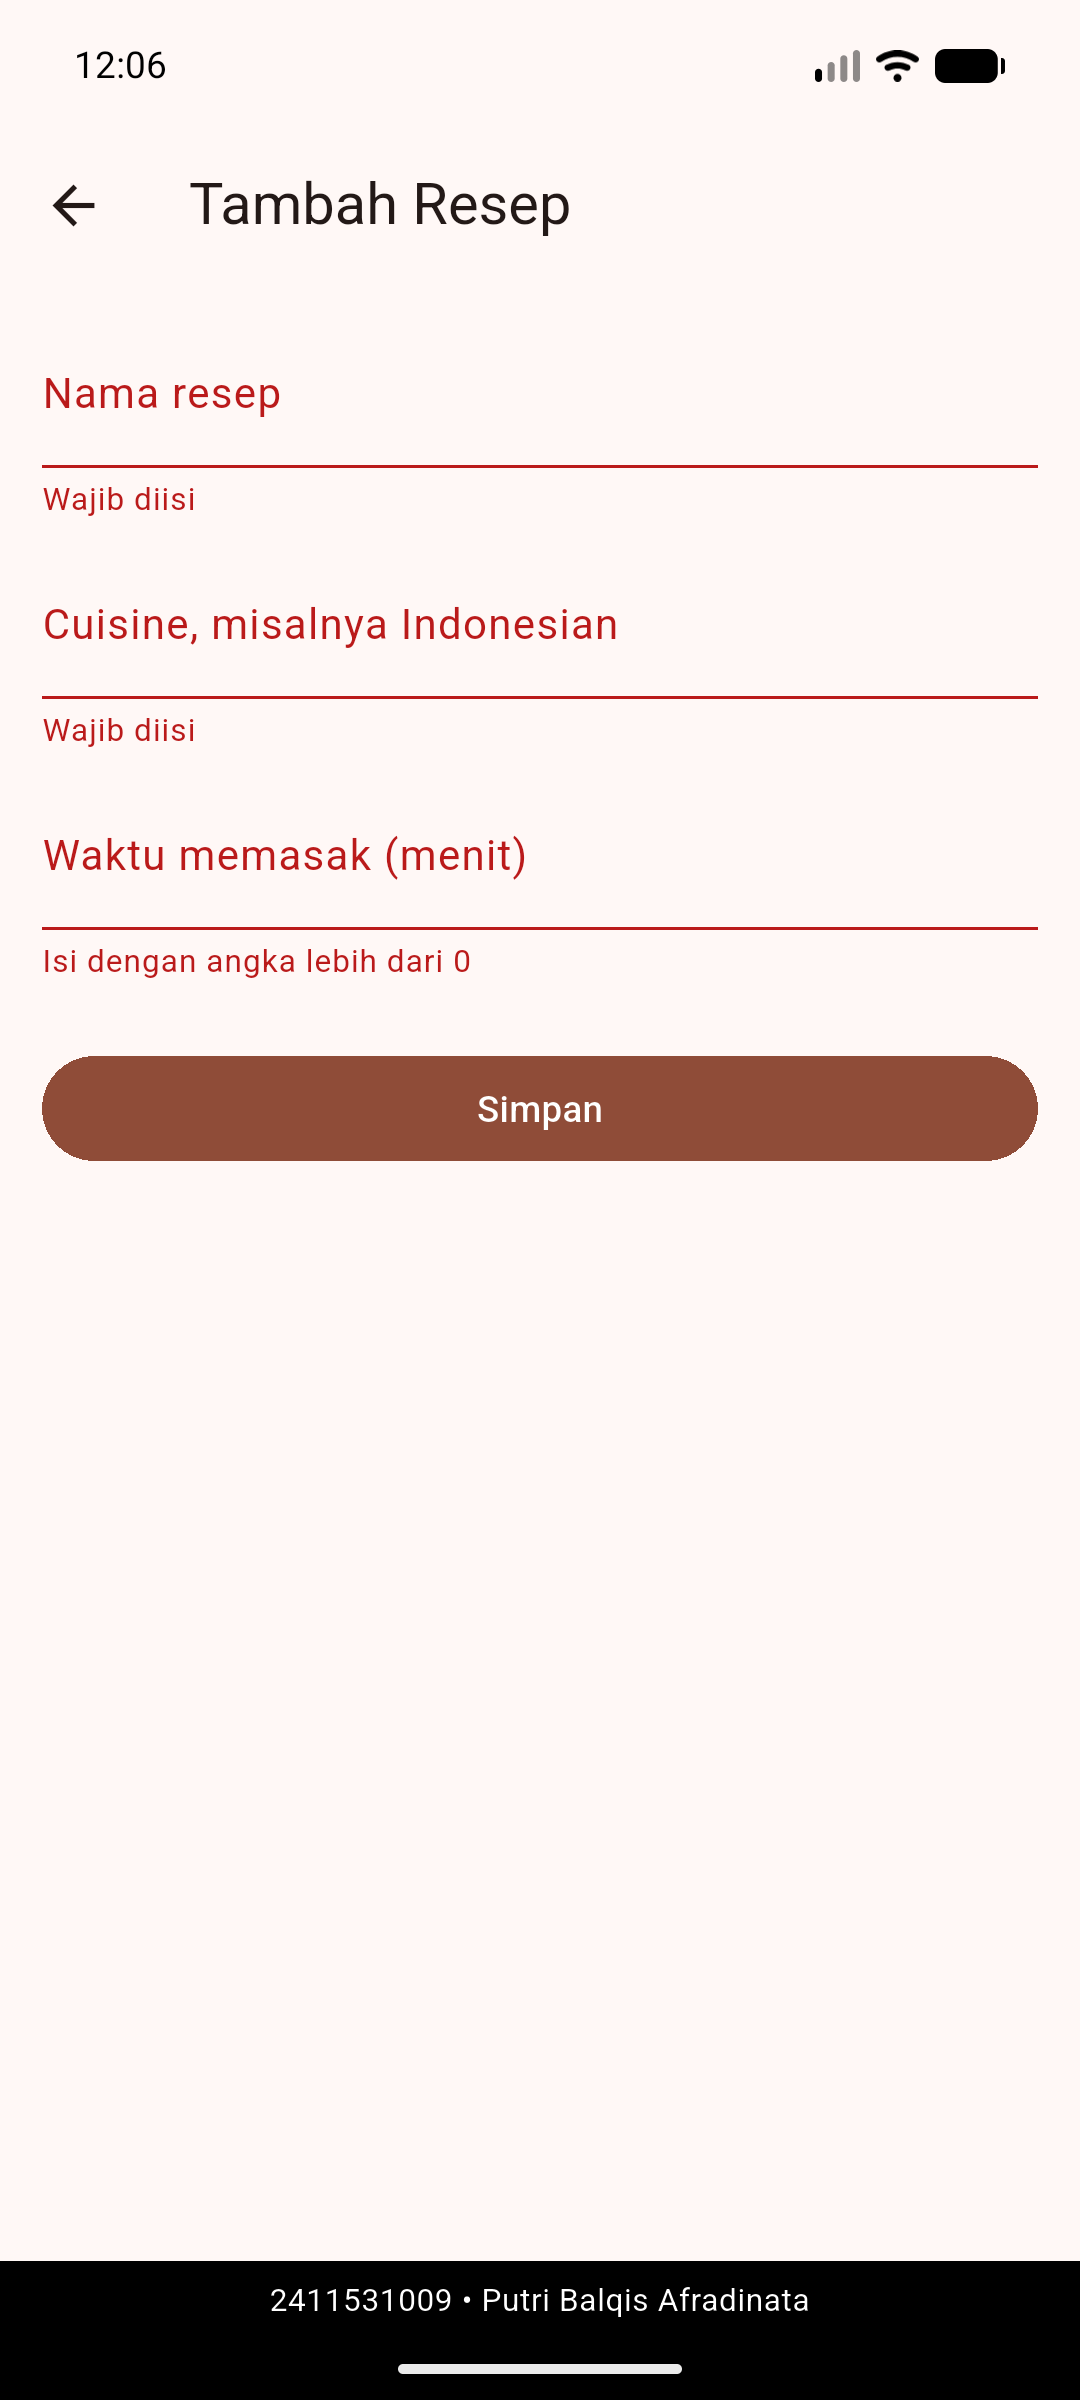 12:06
Tambah Resep
Nama resep
Wajib diisi
Cuisine, misalnya Indonesian
Wajib diisi
Waktu memasak (menit)
Isi dengan angka lebih dari 0
Simpan
2411531009 • Putri Balqis Afradinata